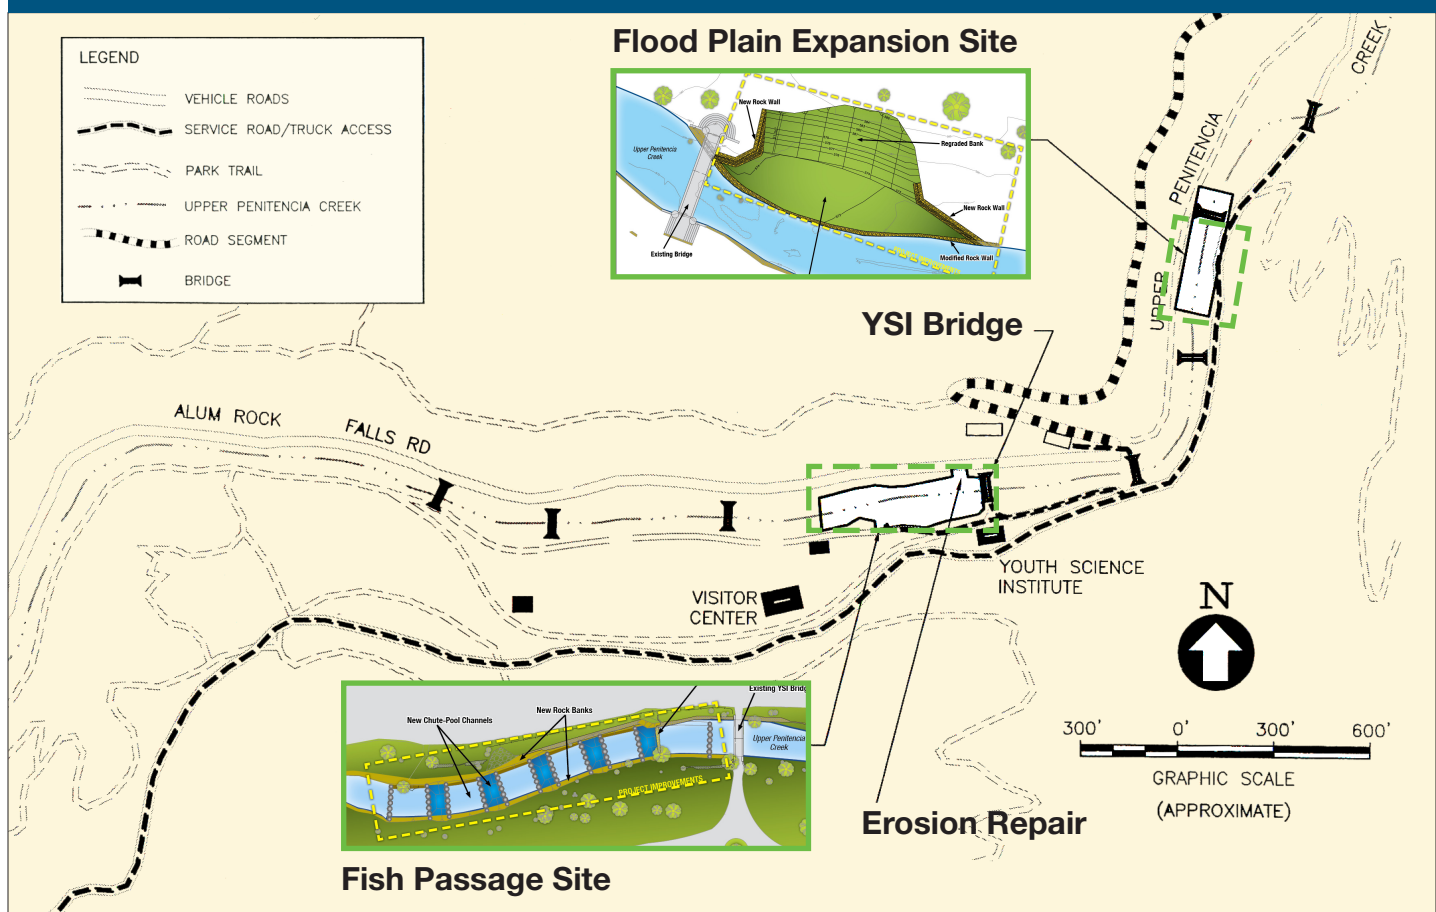 LEGEND
VEHICLE ROADS
SERVICE ROAD/TRUCK ACCESS
PARK TRAIL
UPPER PENITENCIA CREEK
ROAD SEGMENT
BRIDGE
Flood Plain Expansion Site
New Rock Wall
Upper Penitencia
Creek
Regraded Bank
New Rock Wall
Existing Bridge
Modified Rock Wall
UPPER PENITENCIA CREEK
YSI Bridge
ALUM ROCK FALLS RD
YOUTH SCIENCE
INSTITUTE
VISITOR
CENTER
N
300' 0' 300' 600'
GRAPHIC SCALE
(APPROXIMATE)
New Chute-Pool Channels
New Rock Banks
Existing YSI Bridg
Upper Penitencia
Creek
PROJECT IMPROVEMENTS
Erosion Repair
Fish Passage Site